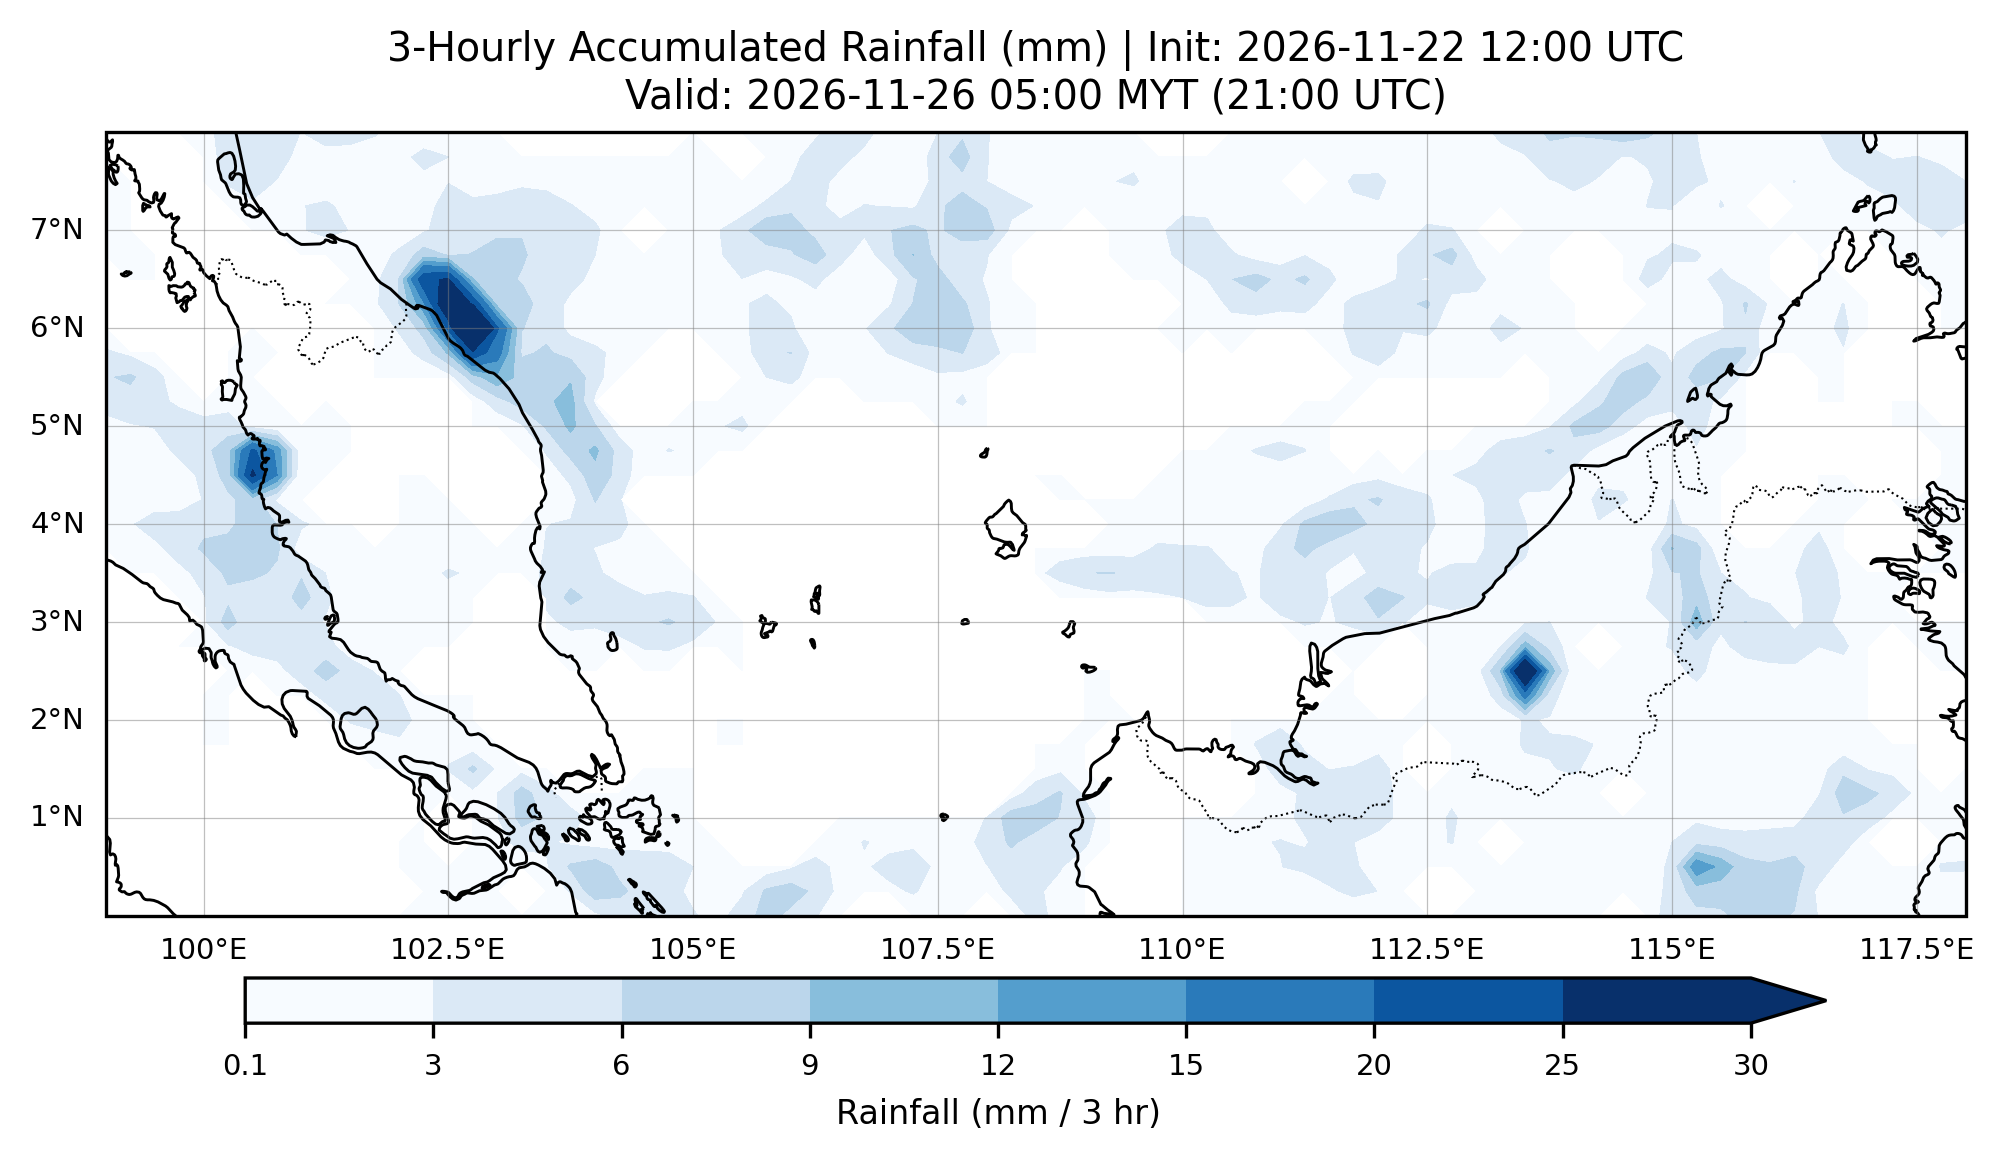 3-Hourly Accumulated Rainfall (mm) | Init: 2026-11-22 12:00 UTC
Valid: 2026-11-26 05:00 MYT (21:00 UTC)
7°N
6°N
5°N
4°N
3°N
2°N
1°N
100°E 102.5°E 105°E 107.5°E 110°E 112.5°E 115°E 117.5°E
0.1 3 6 9 12 15 20 25 30
Rainfall (mm / 3 hr)